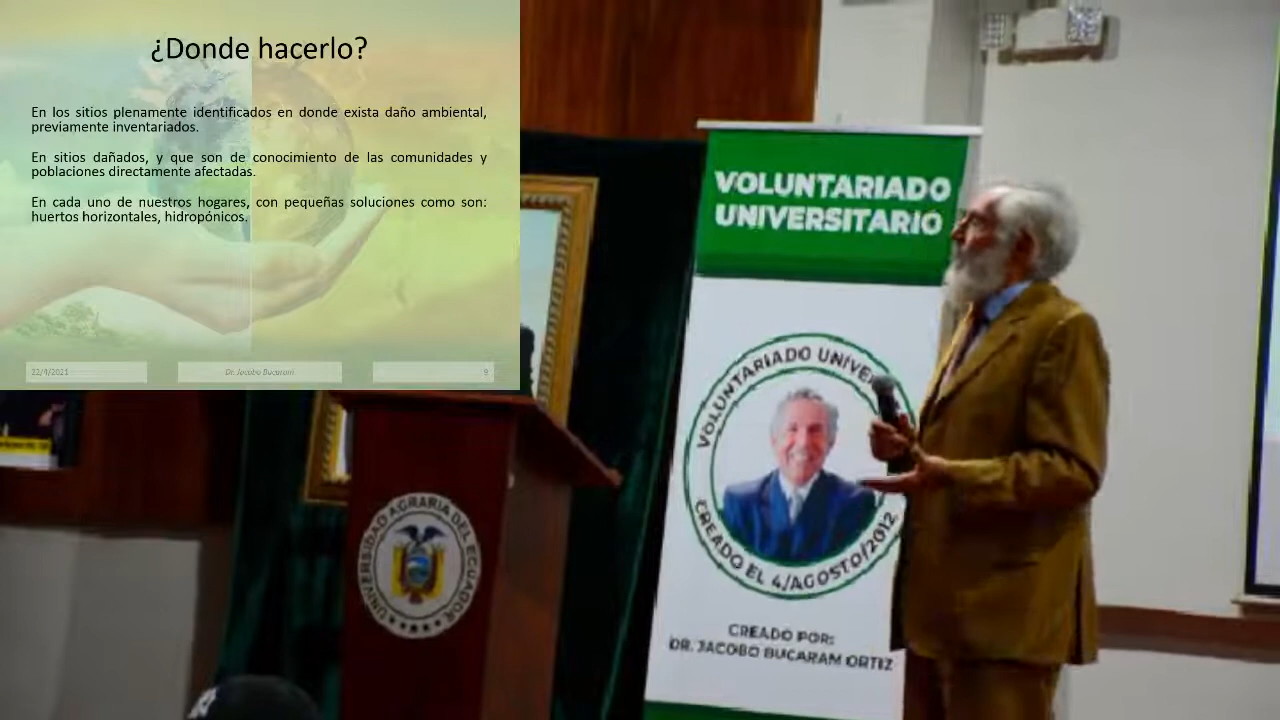 ¿Donde hacerlo?
En los sitios plenamente identificados en donde exista daño ambiental,
previamente inventariados.
En sitios dañados, y que son de conocimiento de las comunidades y
poblaciones directamente afectadas.
En cada uno de nuestro hogares, con pequeñas soluciones como son:
huertos horizontales, hidropónicos.
22/4/2021
Dr. Jacobo Bucaram
9
VOLUNTARIADO
UNIVERSITARIO
VOLUNTARIADO
CREADO EL 4/AGOSTO/2012
CREADO POR:
DR. JACOBO BUCARAM ORTIZ
UNIVERSIDAD AGRARIA DEL ECUADOR